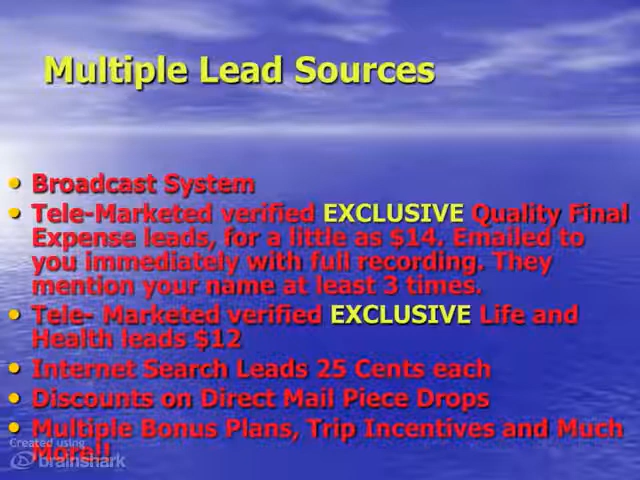 Multiple Lead Sources
• Broadcast System
• Tele-Marketed verified EXCLUSIVE Quality Final
Expense leads, for a little as $14. Emailed to
you immediately with full recording. They
mention your name at least 3 times.
• Tele- Marketed verified EXCLUSIVE Life and
Health leads $12
• Internet Search Leads 25 Cents each
• Discounts on Direct Mail Piece Drops
• Multiple Bonus Plans, Trip Incentives and Much
More!!
Created using
brainshark